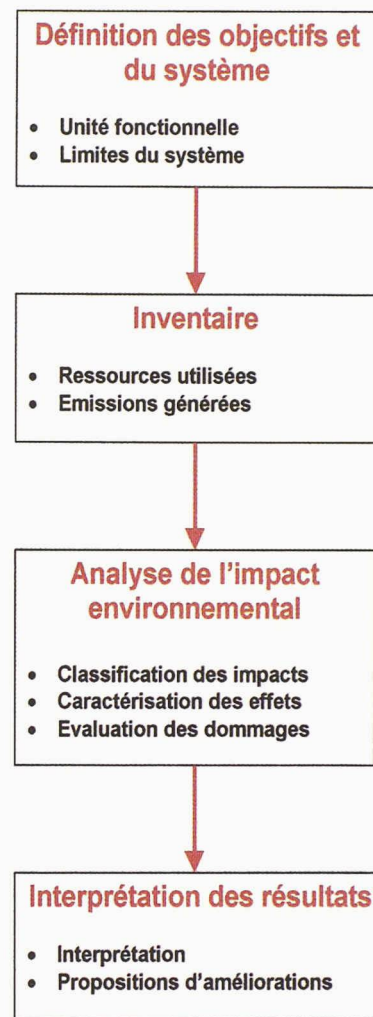 Définition des objectifs et
du système
• Unité fonctionnelle
• Limites du système
Inventaire
• Ressources utilisées
• Emissions générées
Analyse de l'impact
environnemental
• Classification des impacts
• Caractérisation des effets
• Evaluation des dommages
Interprétation des résultats
• Interprétation
• Propositions d'améliorations